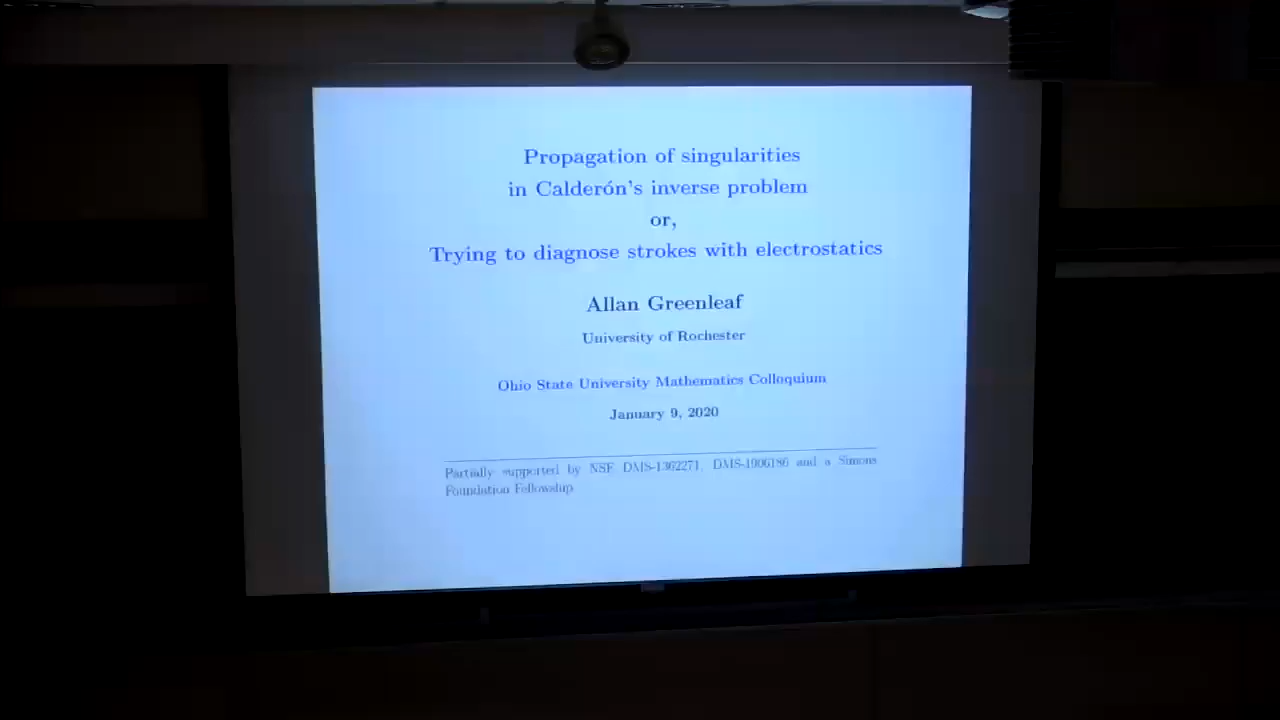 Propagation of singularities
in Calderón's inverse problem
or,
Trying to diagnose strokes with electrostatics
Allan Greenleaf
University of Rochester
Ohio State University Mathematics Colloquium
January 9, 2020
Partially supported by NSF DMS-1362271, DMS-1906186 and a Simons
Foundation Fellowship